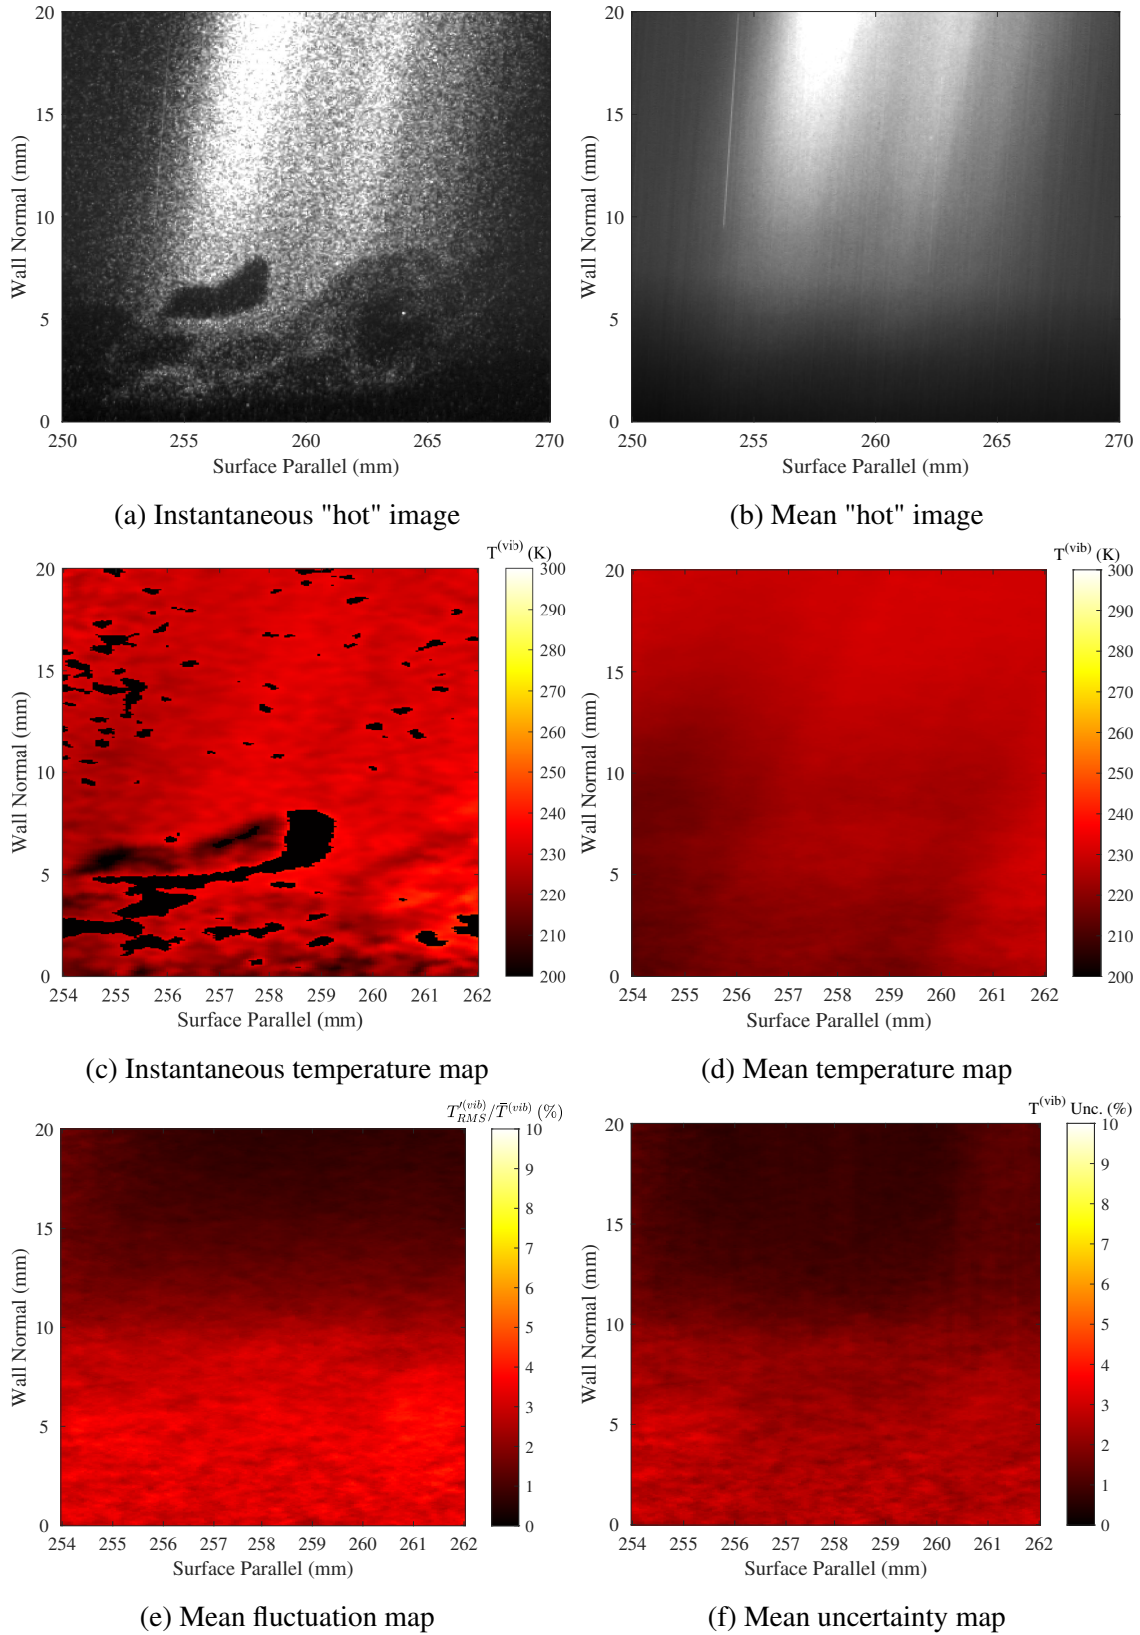 20
15
10
5
0
Wall Normal (mm)
250 255 260 265 270
Surface Parallel (mm)
(a) Instantaneous "hot" image
20
15
10
5
0
Wall Normal (mm)
250 255 260 265 270
Surface Parallel (mm)
(b) Mean "hot" image
T(vib) (K)
20
15
10
5
0
Wall Normal (mm)
254 255 256 257 258 259 260 261 262
Surface Parallel (mm)
300
290
280
270
260
250
240
230
220
210
200
(c) Instantaneous temperature map
T(vib) (K)
20
15
10
5
0
Wall Normal (mm)
254 255 256 257 258 259 260 261 262
Surface Parallel (mm)
300
290
280
270
260
250
240
230
220
210
200
(d) Mean temperature map
T′(vib)RMS/T̄(vib) (%)
20
15
10
5
0
Wall Normal (mm)
254 255 256 257 258 259 260 261 262
Surface Parallel (mm)
10
9
8
7
6
5
4
3
2
1
0
(e) Mean fluctuation map
T(vib) Unc. (%)
20
15
10
5
0
Wall Normal (mm)
254 255 256 257 258 259 260 261 262
Surface Parallel (mm)
10
9
8
7
6
5
4
3
2
1
0
(f) Mean uncertainty map